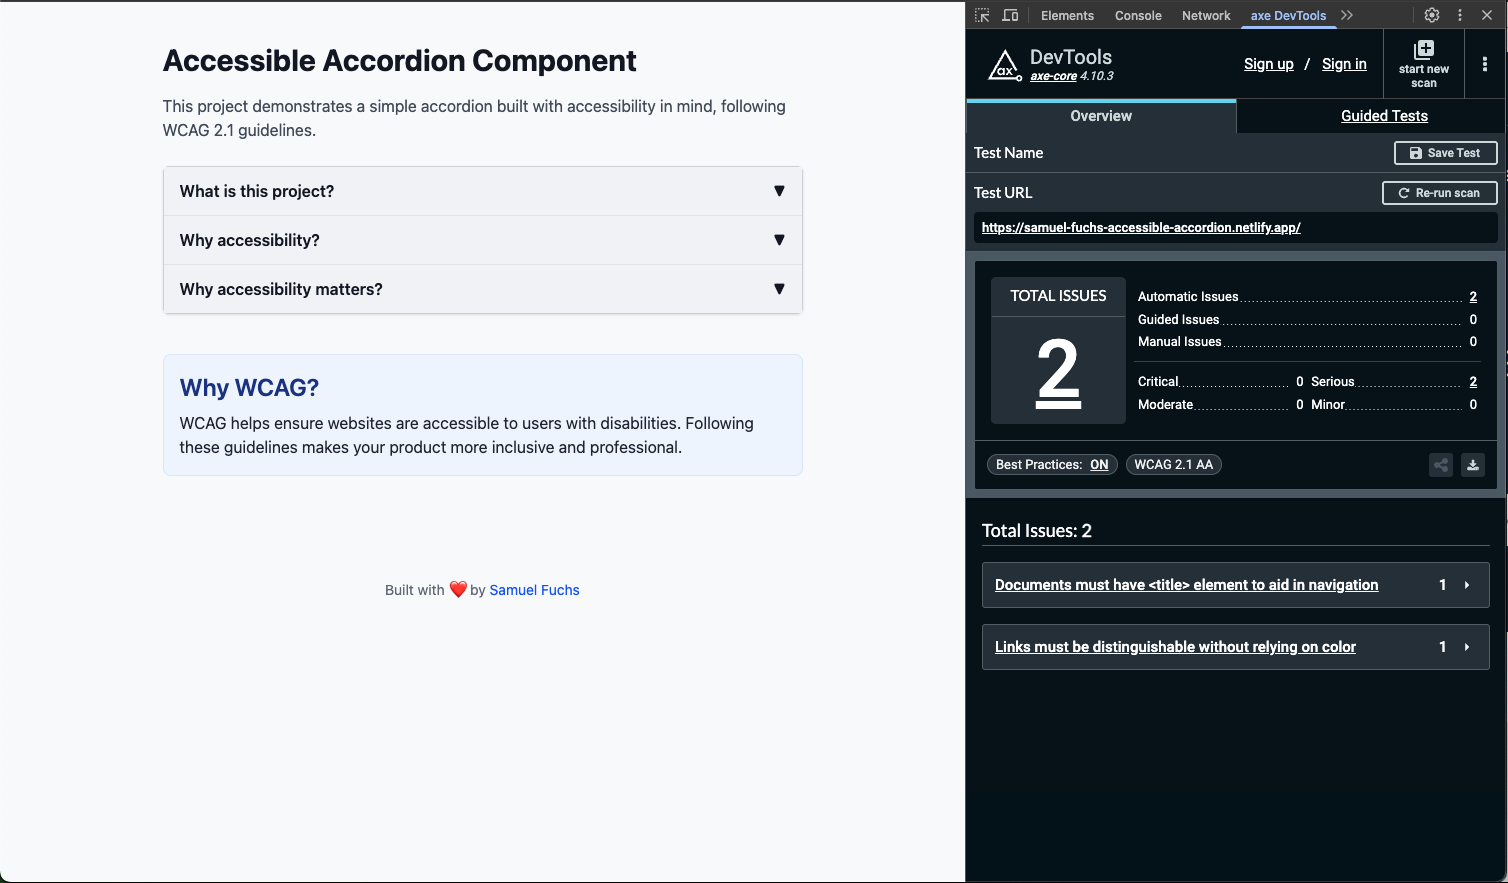 Accessible Accordion Component
This project demonstrates a simple accordion built with accessibility in mind, following
WCAG 2.1 guidelines.
What is this project?
Why accessibility?
Why accessibility matters?
Why WCAG?
WCAG helps ensure websites are accessible to users with disabilities. Following
these guidelines makes your product more inclusive and professional.
Built with ❤️ by Samuel Fuchs
Elements Console Network axe DevTools
ax DevTools
axe-core 4.10.3
Sign up / Sign in
start new
scan
Overview
Guided Tests
Test Name
Save Test
Test URL
Re-run scan
https://samuel-fuchs-accessible-accordion.netlify.app/
TOTAL ISSUES
2
Automatic Issues 2
Guided Issues 0
Manual Issues 0
Critical 0 Serious 2
Moderate 0 Minor 0
Best Practices: ON
WCAG 2.1 AA
Total Issues: 2
Documents must have <title> element to aid in navigation 1
Links must be distinguishable without relying on color 1